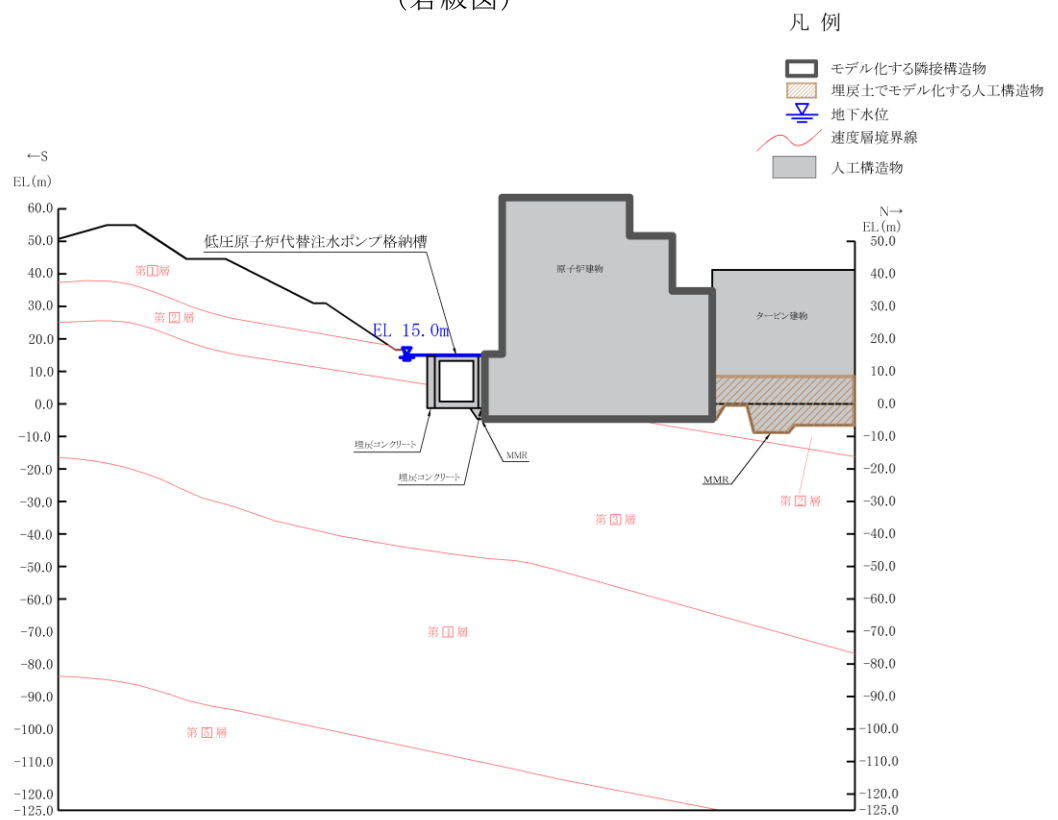 (岩級図)
凡 例
モデル化する隣接構造物
埋戻土でモデル化する人工構造物
地下水位
速度層境界線
人工構造物
←S
EL(m)
N→
EL(m)
60.0
50.0
40.0
30.0
20.0
10.0
0.0
-10.0
-20.0
-30.0
-40.0
-50.0
-60.0
-70.0
-80.0
-90.0
-100.0
-110.0
-120.0
-125.0
低圧原子炉代替注水ポンプ格納槽
第1層
第2層
EL 15.0m
原子炉建物
タービン建物
埋戻コンクリート
埋戻コンクリート
MMR
MMR
第2層
第3層
第4層
第5層
50.0
40.0
30.0
20.0
10.0
0.0
-10.0
-20.0
-30.0
-40.0
-50.0
-60.0
-70.0
-80.0
-90.0
-100.0
-110.0
-120.0
-125.0